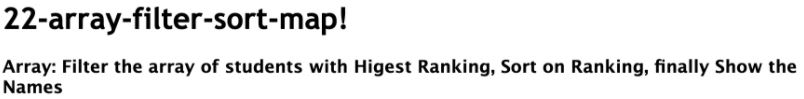 22-array-filter-sort-map!
Array: Filter the array of students with Higest Ranking, Sort on Ranking, finally Show the
Names